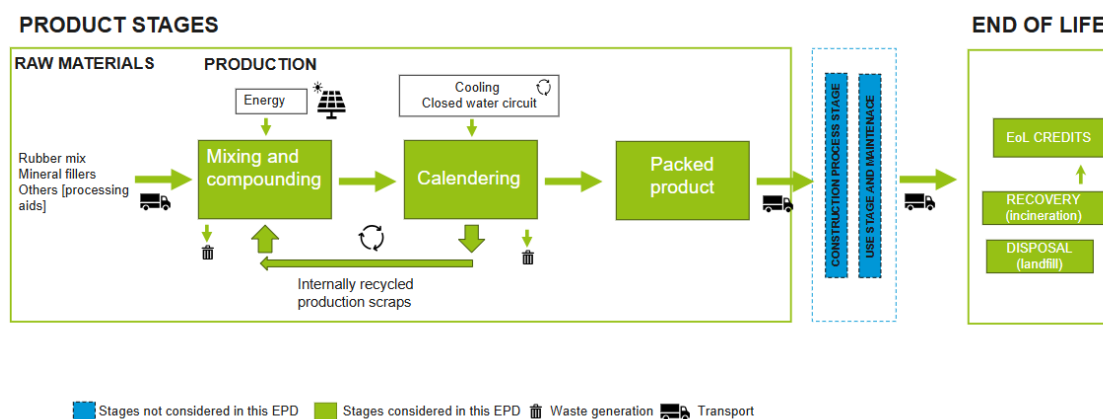 PRODUCT STAGES
END OF LIFE
RAW MATERIALS
PRODUCTION
Energy
Cooling
Closed water circuit
Rubber mix
Mineral fillers
Others [processing
aids]
Mixing and
compounding
Calendering
Packed
product
Internally recycled
production scraps
CONSTRUCTION PROCESS STAGE
USE STAGE AND MAINTENACE
EoL CREDITS
RECOVERY
(incineration)
DISPOSAL
(landfill)
Stages not considered in this EPD
Stages considered in this EPD
Waste generation
Transport